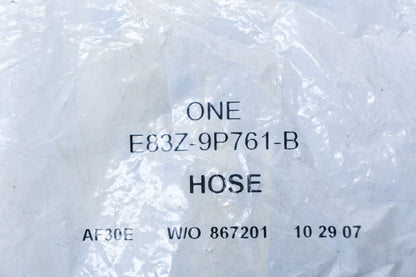 ONE
E83Z-9P761-B
HOSE
AF30E W/O 867201 10 29 07